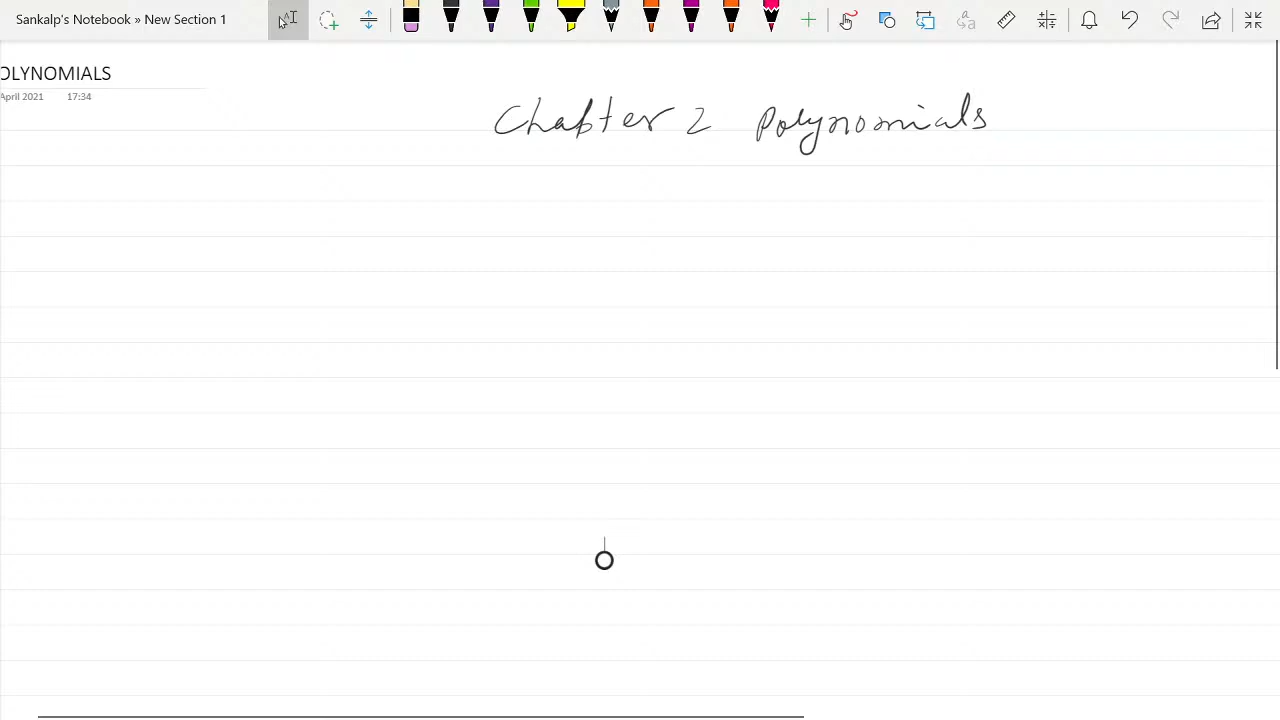 Sankalp's Notebook » New Section 1
OLYNOMIALS
April 2021 17:34
Chapter 2 Polynomials